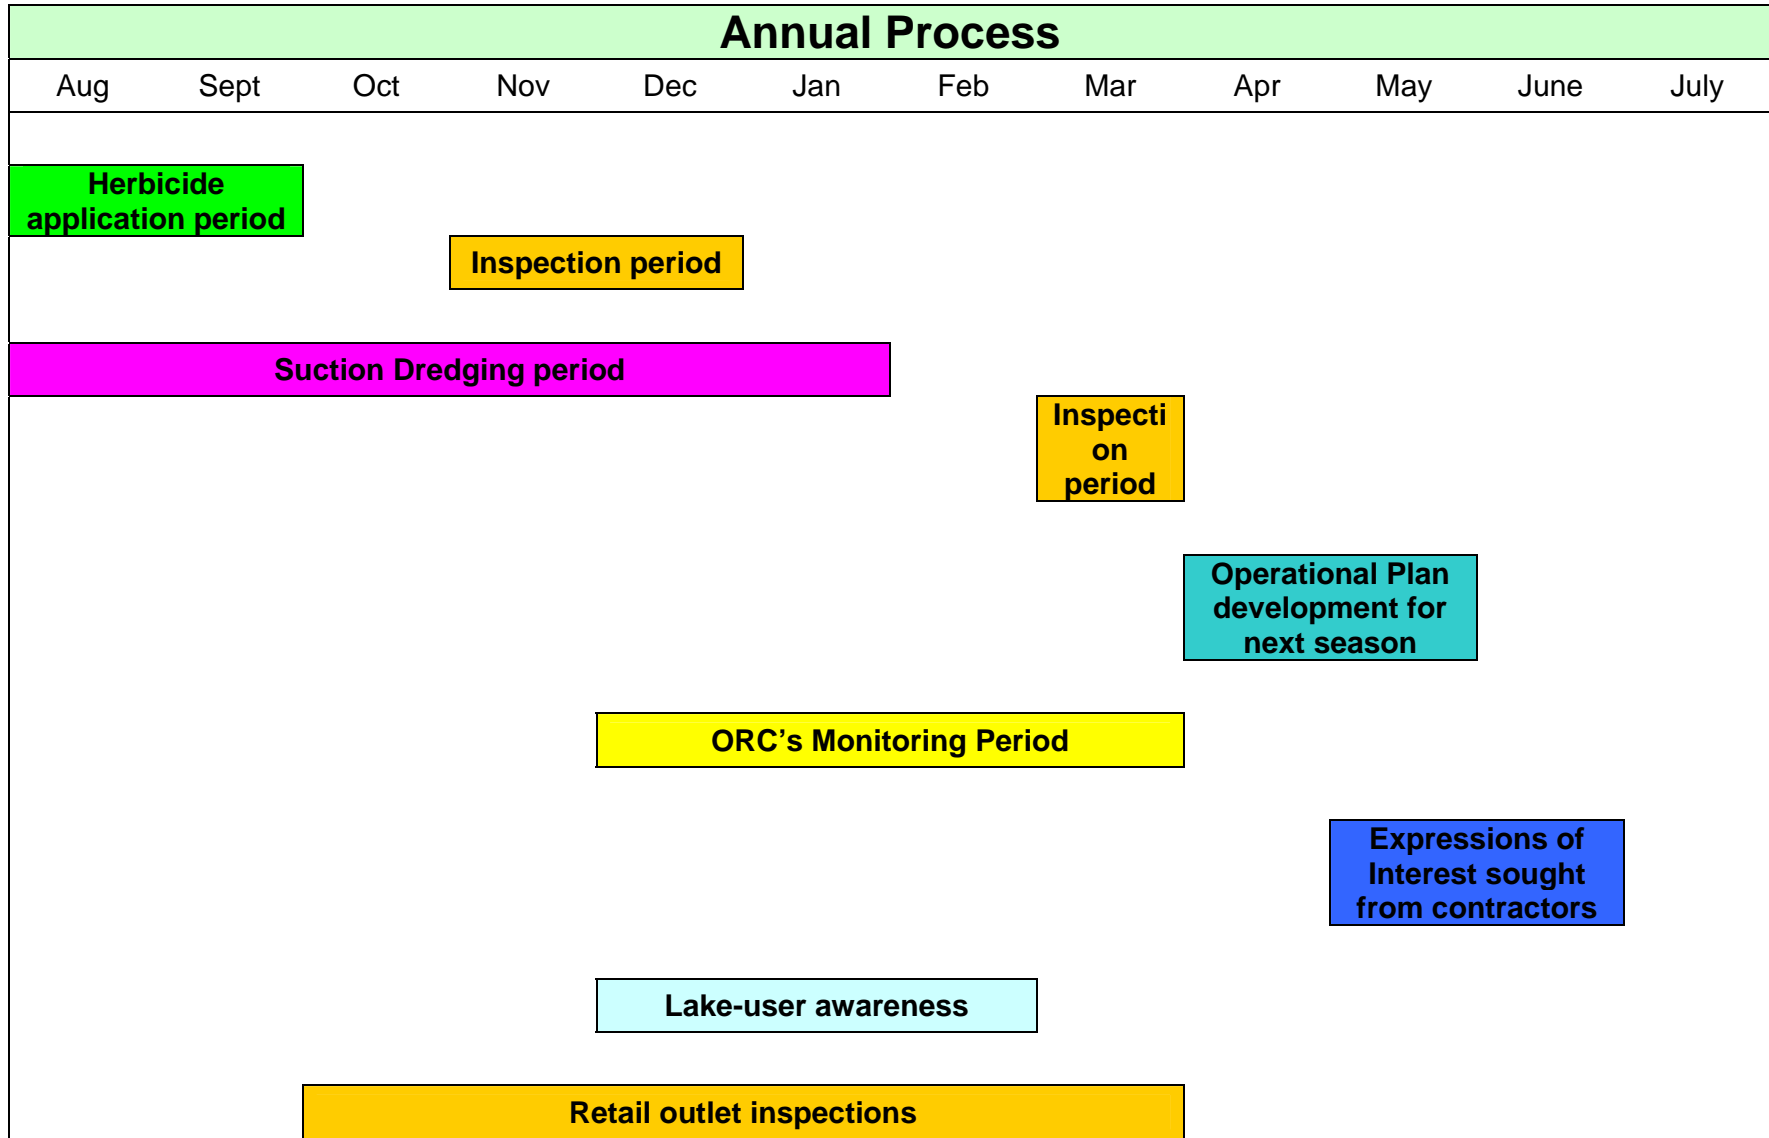 Annual Process
Aug Sept Oct Nov Dec Jan Feb Mar Apr May June July
Herbicide
application period
Inspection period
Suction Dredging period
Inspecti
on
period
Operational Plan
development for
next season
ORC's Monitoring Period
Expressions of
Interest sought
from contractors
Lake-user awareness
Retail outlet inspections